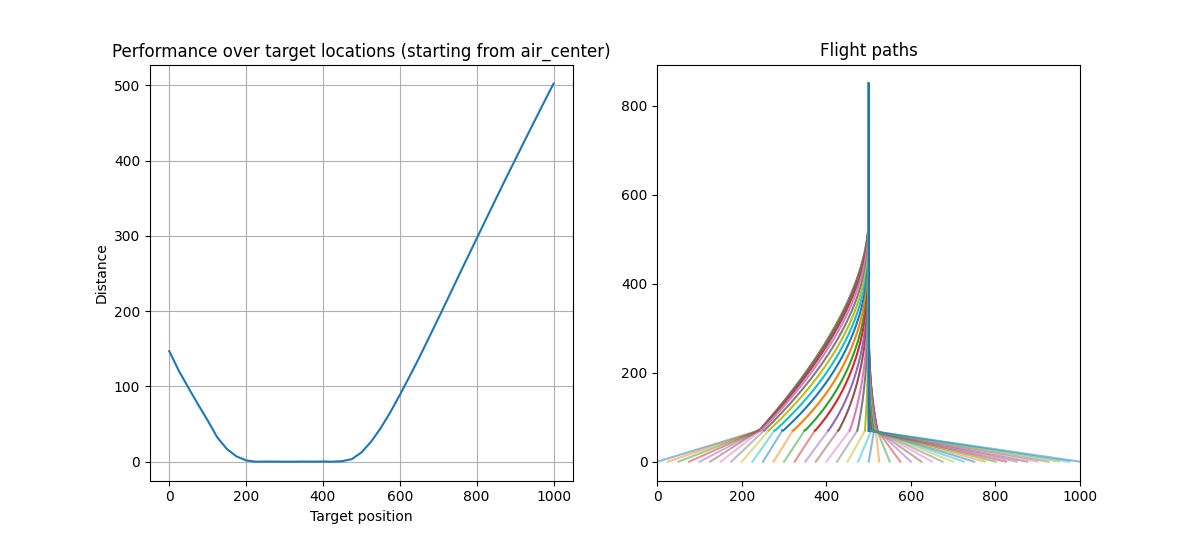 Performance over target locations (starting from air_center)
500
400
300
200
100
0
Distance
0 200 400 600 800 1000
Target position
Flight paths
800
600
400
200
0
0 200 400 600 800 1000